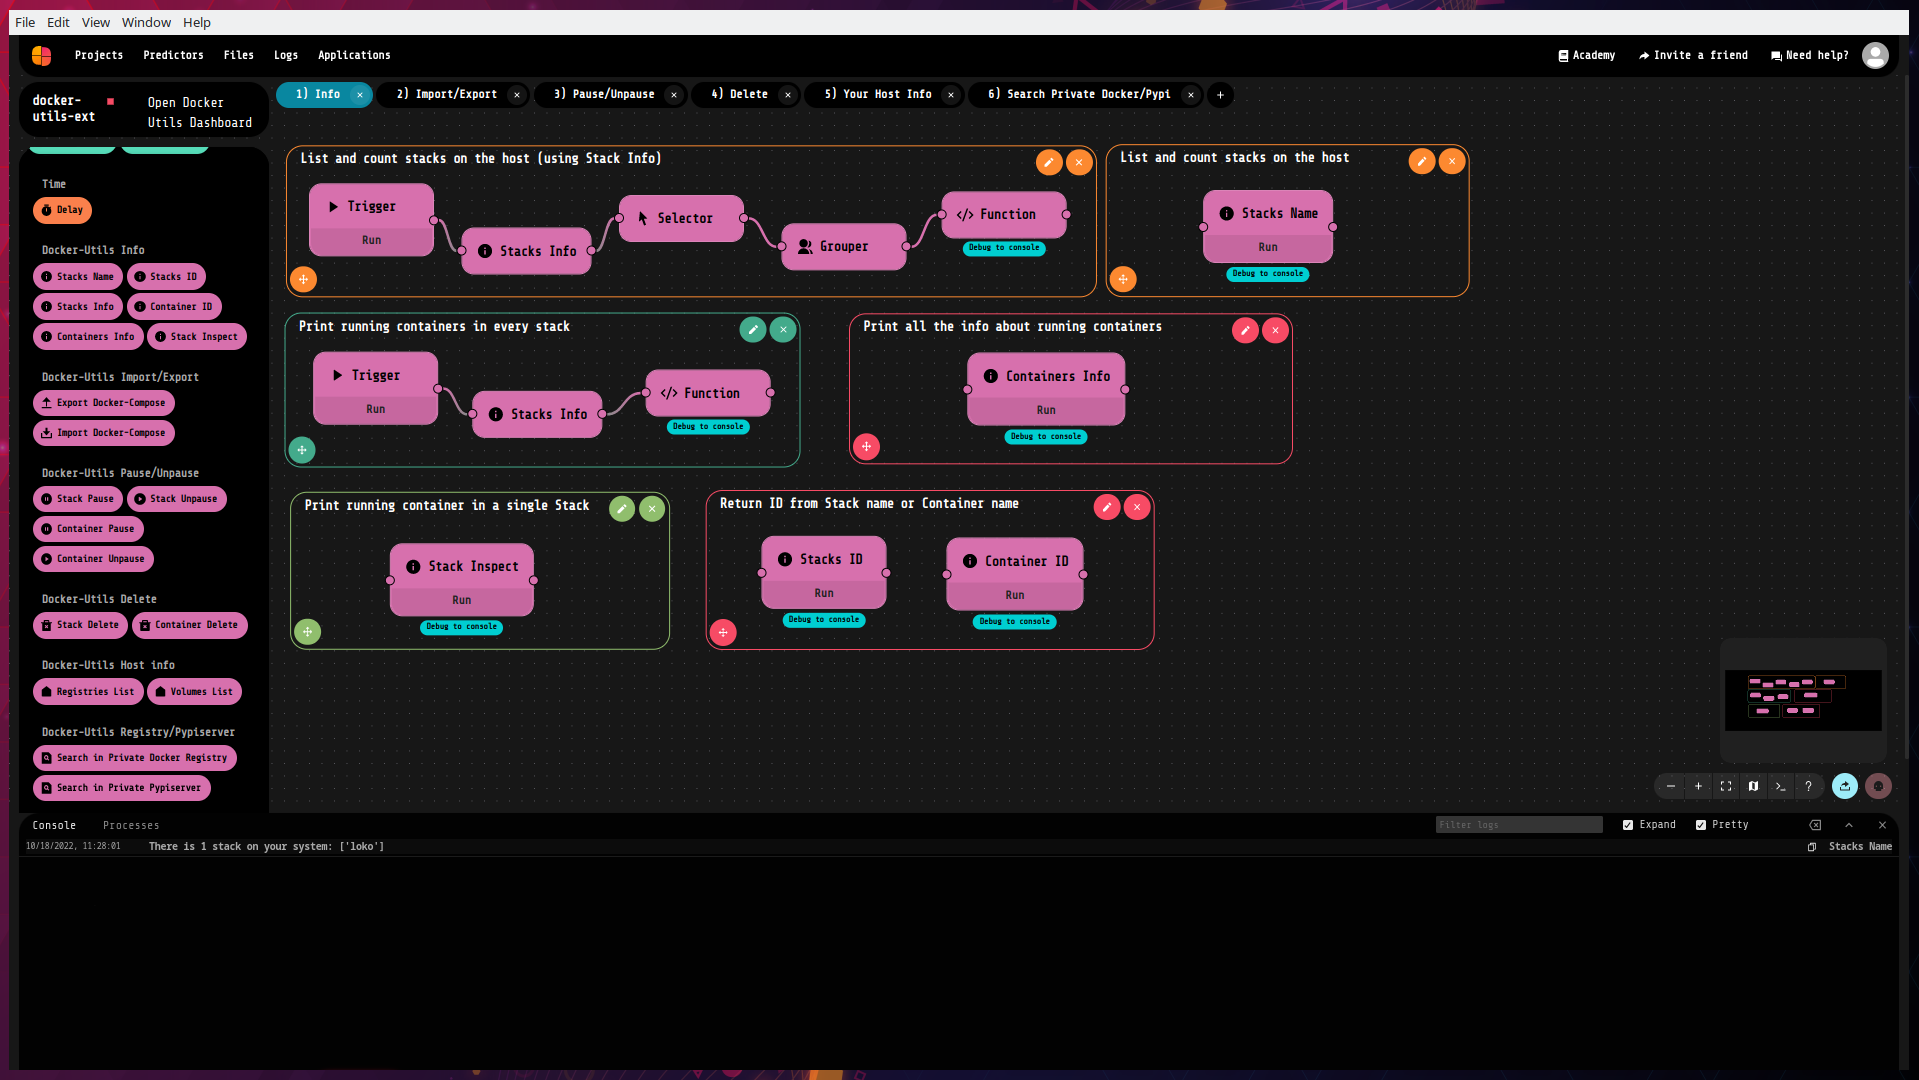 File Edit View Window Help
Projects Predictors Files Logs Applications
Academy Invite a friend Need help?
docker-
utils-ext
Open Docker
Utils Dashboard
1) Info 2) Import/Export 3) Pause/Unpause 4) Delete 5) Your Host Info 6) Search Private Docker/Pypi
Time
Delay
Docker-Utils Info
Stacks Name Stacks ID
Stacks Info Container ID
Containers Info Stack Inspect
Docker-Utils Import/Export
Export Docker-Compose
Import Docker-Compose
Docker-Utils Pause/Unpause
Stack Pause Stack Unpause
Container Pause
Container Unpause
Docker-Utils Delete
Stack Delete Container Delete
Docker-Utils Host info
Registries List Volumes List
Docker-Utils Registry/Pypiserver
Search in Private Docker Registry
Search in Private Pypiserver
List and count stacks on the host (using Stack Info)
Trigger
Run
Stacks Info
Selector
Grouper
Function
Debug to console
List and count stacks on the host
Stacks Name
Run
Debug to console
Print running containers in every stack
Trigger
Run
Stacks Info
Function
Debug to console
Print all the info about running containers
Containers Info
Run
Debug to console
Print running container in a single Stack
Stack Inspect
Run
Debug to console
Return ID from Stack name or Container name
Stacks ID
Run
Debug to console
Container ID
Run
Debug to console
Console Processes
Filter logs
Expand Pretty
10/18/2022, 11:28:01 There is 1 stack on your system: ['loko'] Stacks Name